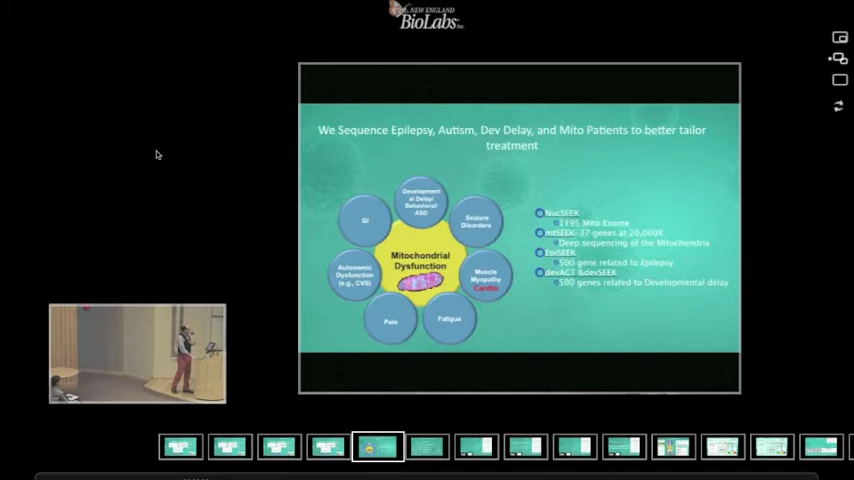 NEW ENGLAND
BioLabs Inc.
We Sequence Epilepsy, Autism, Dev Delay, and Mito Patients to better tailor
treatment
Development
al Delay/
Behavioral/
ASD
GI
Seizure
Disorders
Mitochondrial
Dysfunction
Autonomic
Dysfunction
(e.g., CVS)
Muscle
Myopathy
Cardio
Pain
Fatigue
NucSEEK
1195 Mito Exome
mtSEEK-37 genes at 20,000X
Deep sequencing of the Mitochondria
EpiSEEK
500 gene related to Epilepsy
devACT &devSEEK
500 genes related to Developmental delay